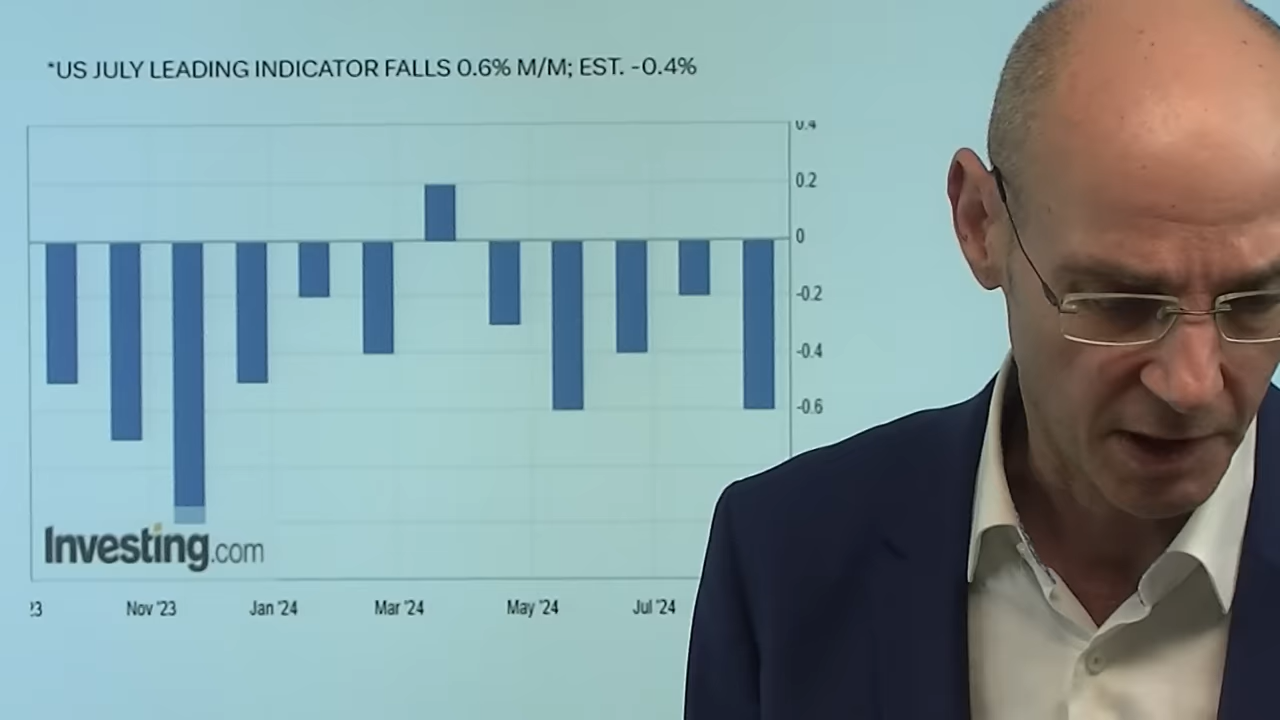 *US JULY LEADING INDICATOR FALLS 0.6% M/M; EST. -0.4%
0.4
0.2
0
-0.2
-0.4
-0.6
Investing.com
Nov '23
Jan '24
Mar '24
May '24
Jul '24